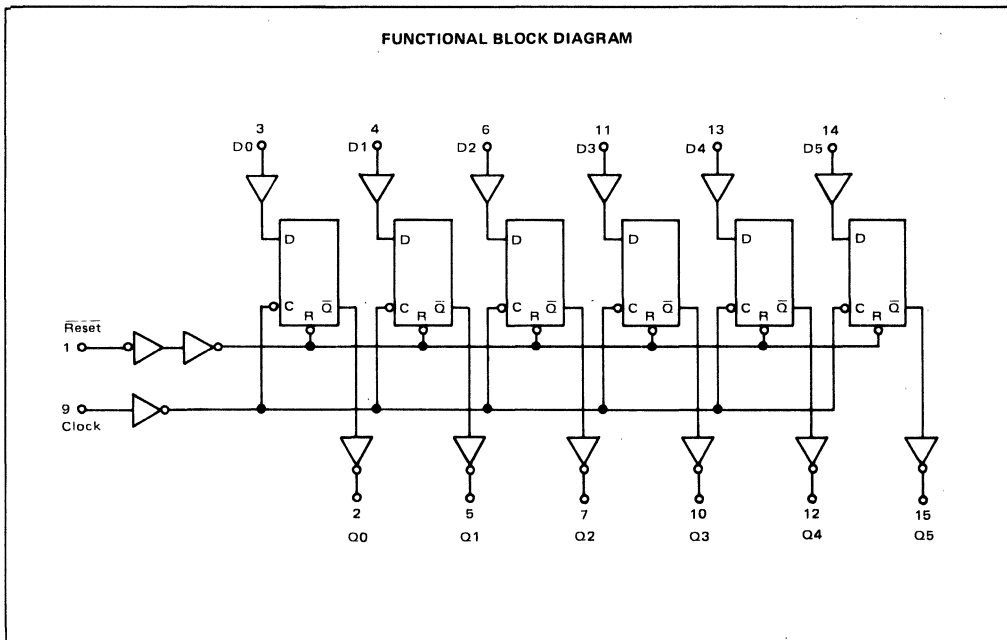 FUNCTIONAL BLOCK DIAGRAM
3 4 6 11 13 14
D0 D1 D2 D3 D4 D5
D D D D D D
C Q̅ C Q̅ C Q̅ C Q̅ C Q̅ C Q̅
R R R R R R
R̅e̅s̅e̅t̅
1
9
Clock
2 5 7 10 12 15
Q0 Q1 Q2 Q3 Q4 Q5